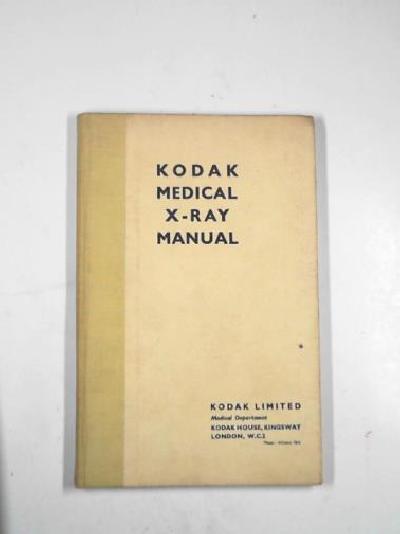 KODAK
MEDICAL
X-RAY
MANUAL
KODAK LIMITED
Medical Department
KODAK HOUSE, KINGSWAY
LONDON, W.C.2